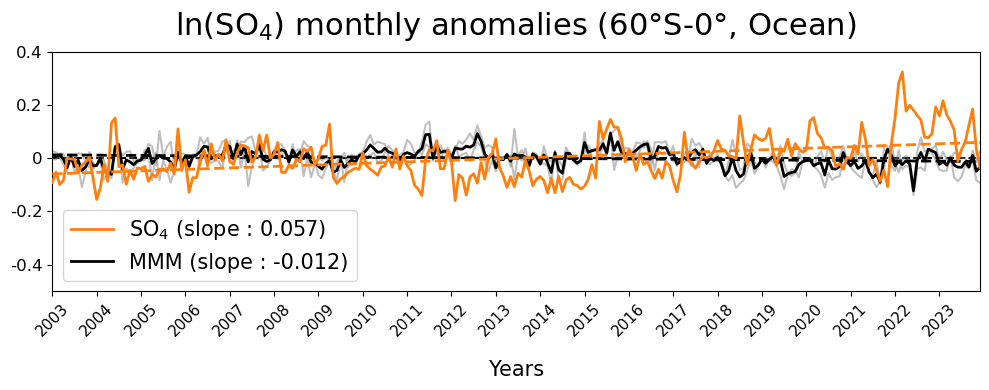 ln(SO₄) monthly anomalies (60°S-0°, Ocean)
0.4
0.2
0
-0.2
-0.4
SO₄ (slope : 0.057)
MMM (slope : -0.012)
2003 2004 2005 2006 2007 2008 2009 2010 2011 2012 2013 2014 2015 2016 2017 2018 2019 2020 2021 2022 2023
Years